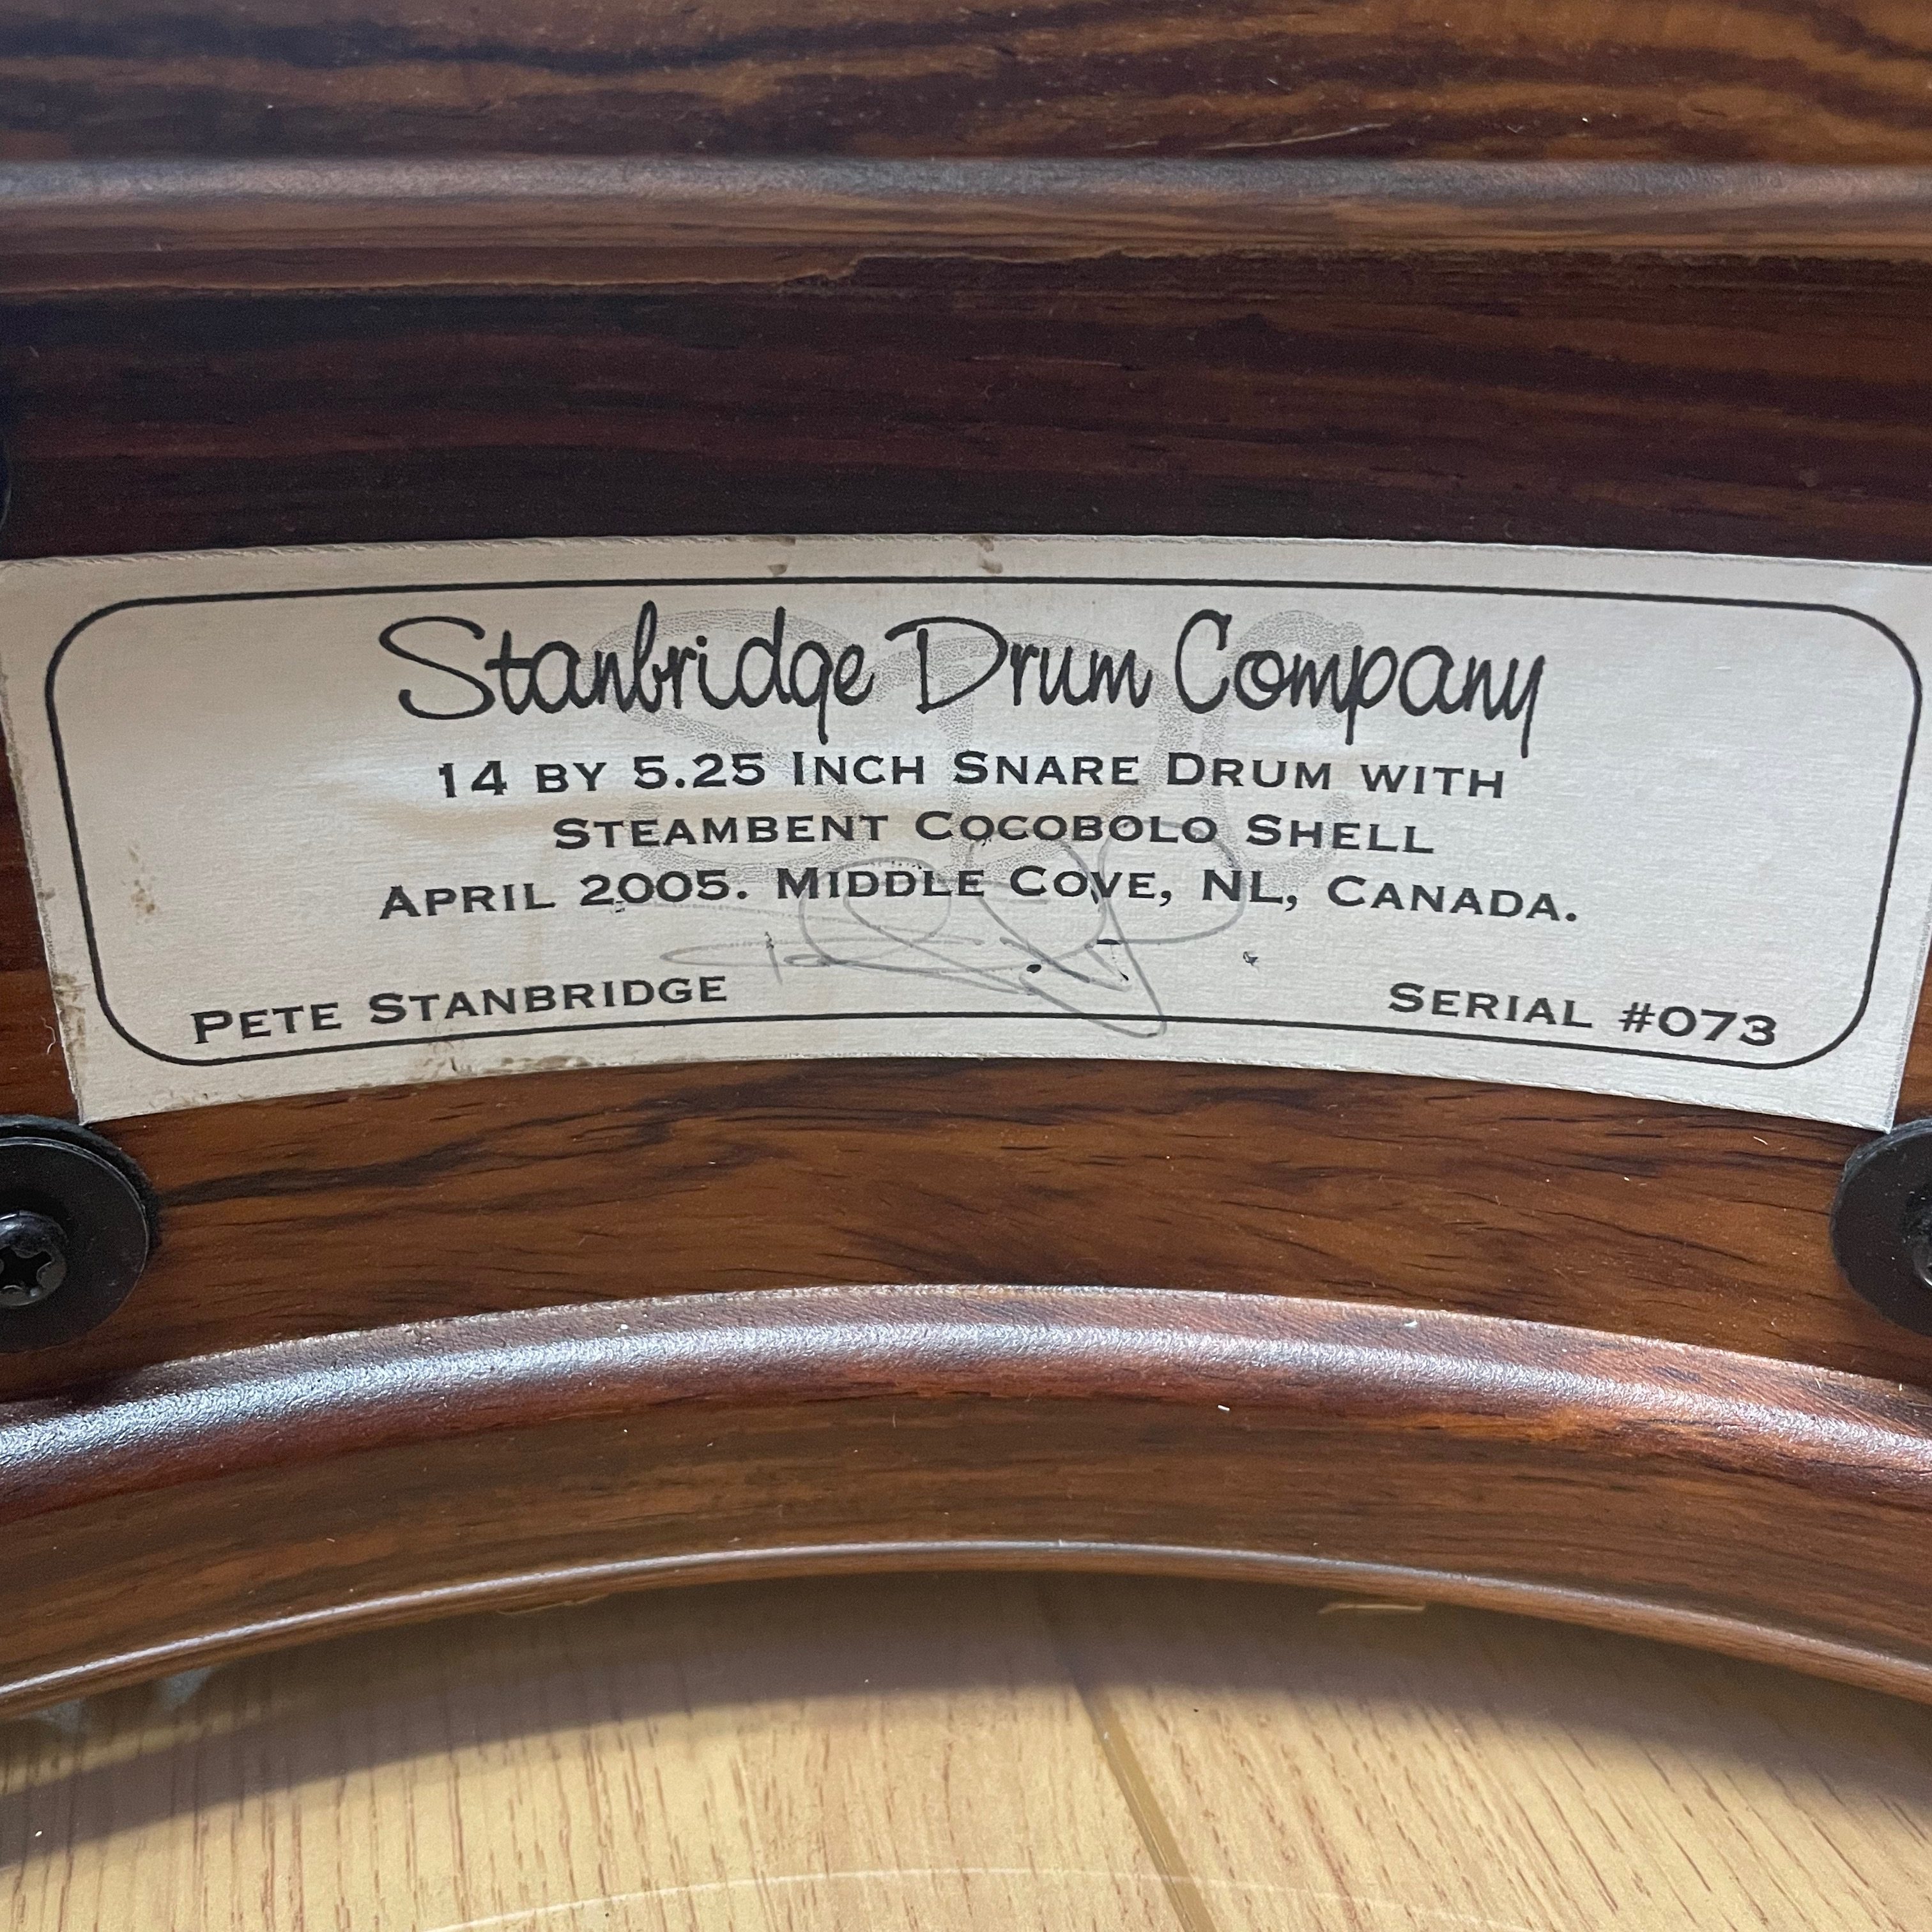 Stanbridge Drum Company
14 BY 5.25 INCH SNARE DRUM WITH
STEAMBENT COCOBOLO SHELL
APRIL 2005. MIDDLE COVE, NL, CANADA.
PETE STANBRIDGE SERIAL #073